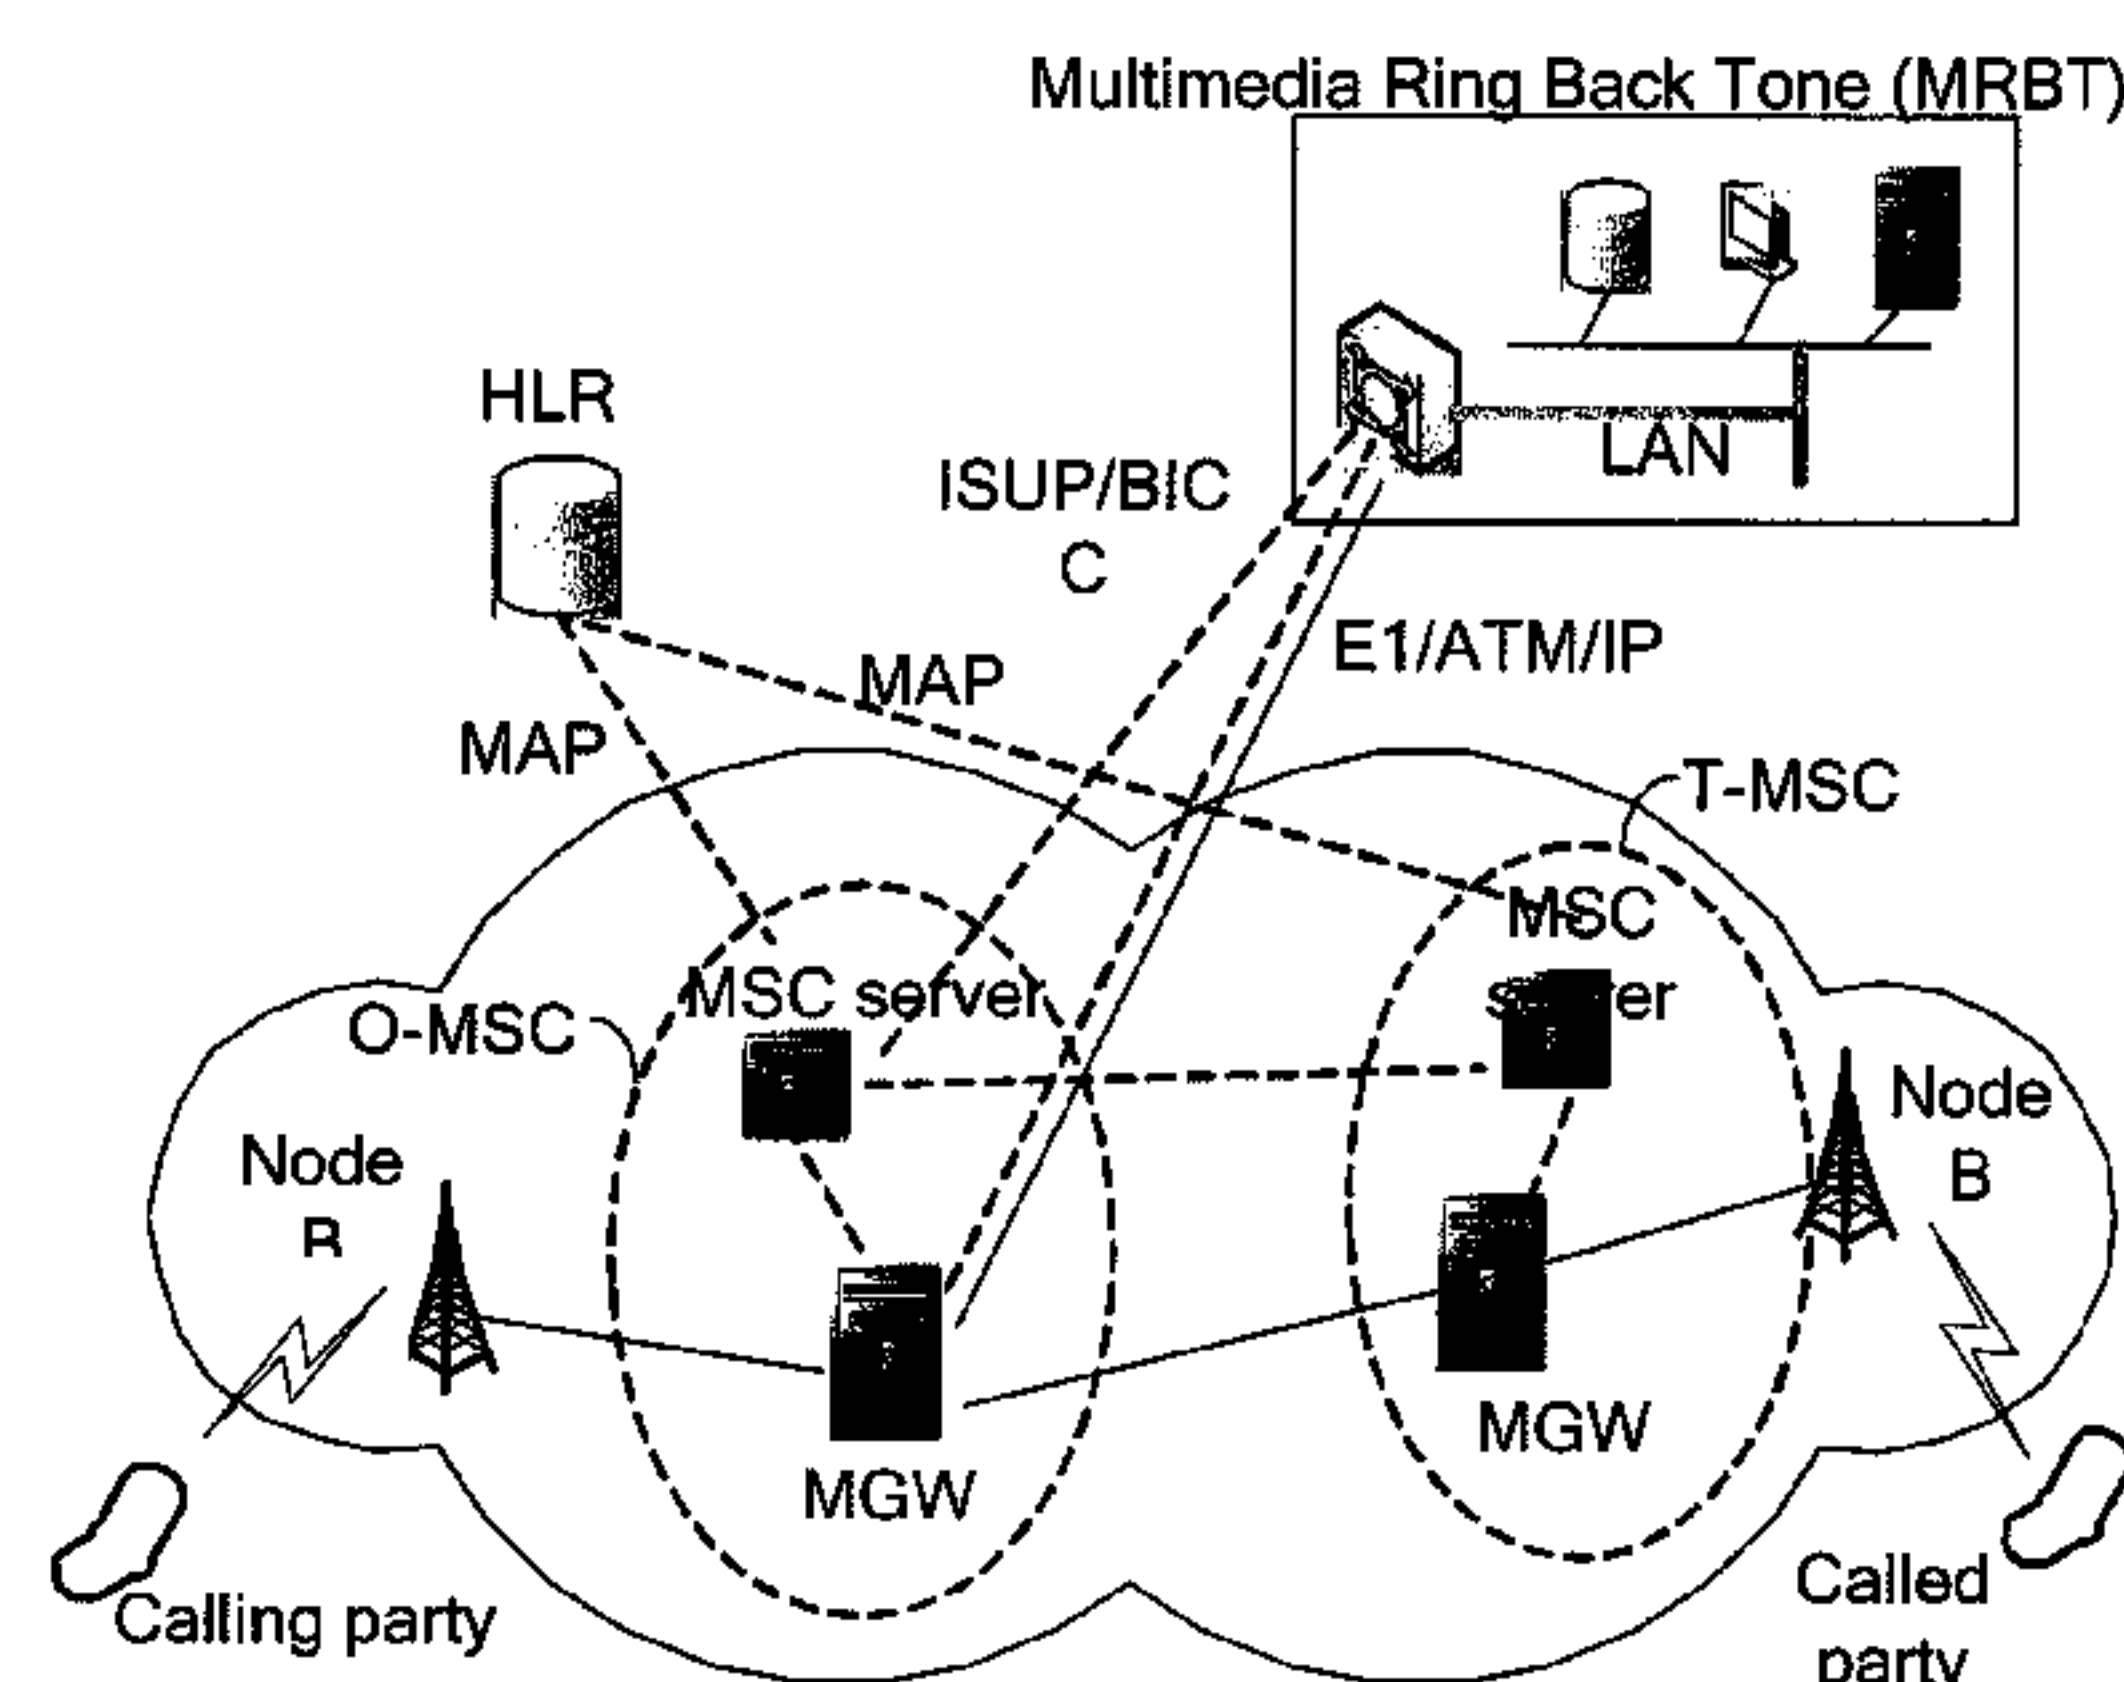 Multimedia Ring Back Tone (MRBT)
HLR
LAN
ISUP/BIC
C
E1/ATM/IP
MAP
MAP
T-MSC
MSC
server
MSC server
O-MSC
Node
B
Node
B
MGW
MGW
Calling party
Called
party